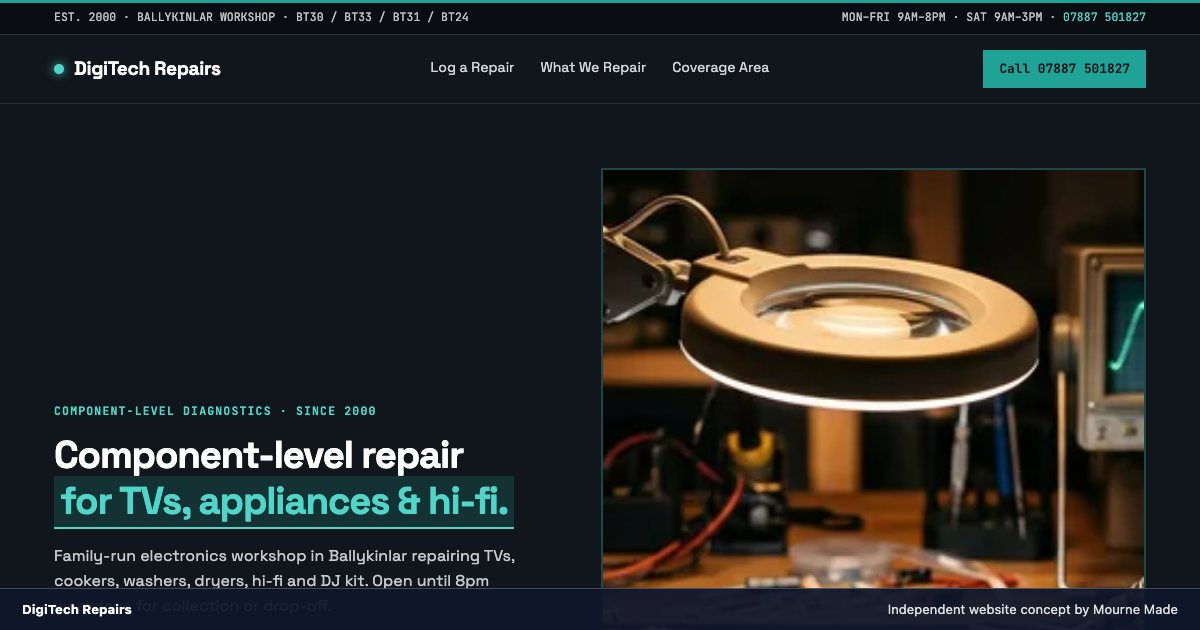 EST. 2000 · BALLYKINLAR WORKSHOP · BT30 / BT33 / BT31 / BT24
MON–FRI 9AM–8PM · SAT 9AM–3PM · 07887 501827
DigiTech Repairs
Log a Repair
What We Repair
Coverage Area
Call 07887 501827
COMPONENT-LEVEL DIAGNOSTICS · SINCE 2000
Component-level repair
for TVs, appliances & hi-fi.
Family-run electronics workshop in Ballykinlar repairing TVs,
cookers, washers, dryers, hi-fi and DJ kit. Open until 8pm
for collection or drop-off.
DigiTech Repairs
Independent website concept by Mourne Made